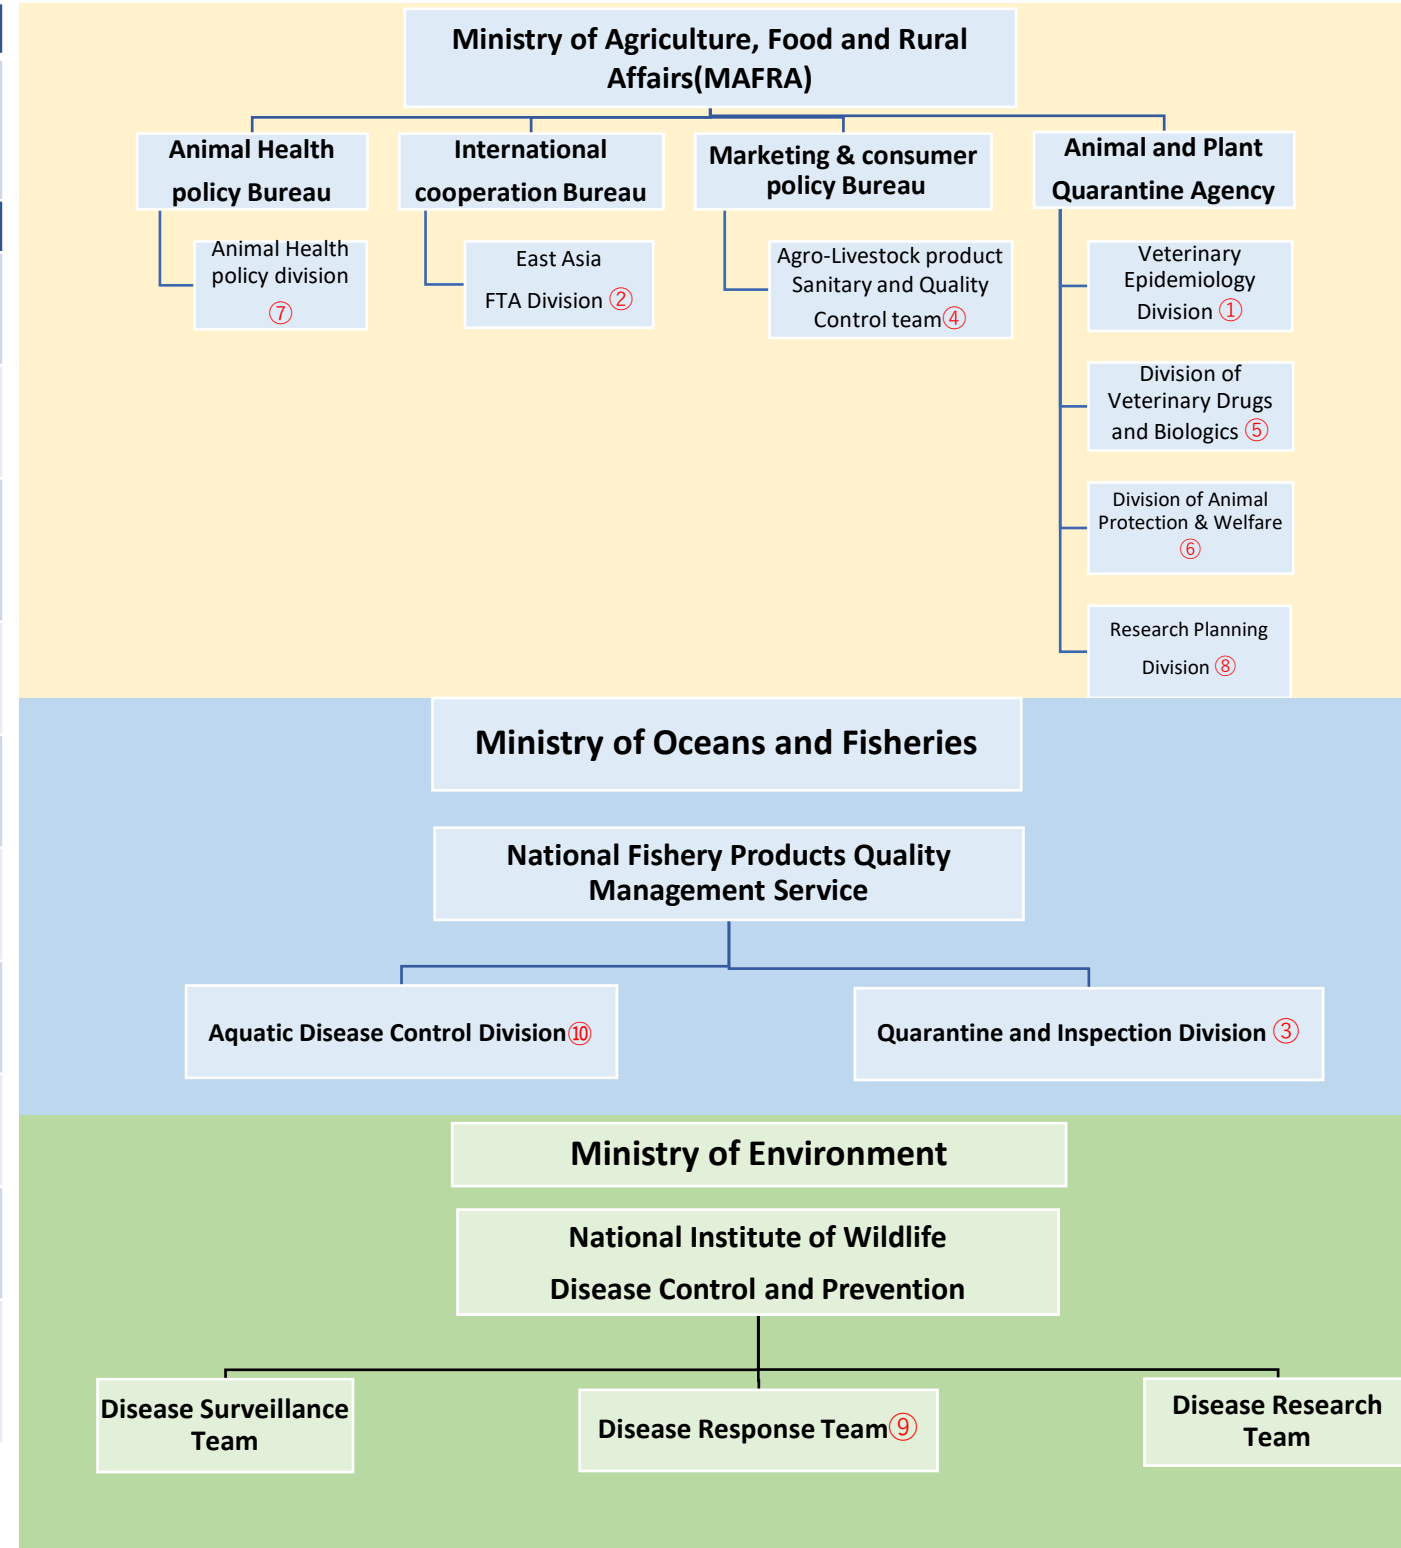 Ministry of Agriculture, Food and Rural
Affairs(MAFRA)
Animal Health
policy Bureau
International
cooperation Bureau
Marketing & consumer
policy Bureau
Animal and Plant
Quarantine Agency
Animal Health
policy division
⑦
East Asia
FTA Division ②
Agro-Livestock product
Sanitary and Quality
Control team④
Veterinary
Epidemiology
Division ①
Division of
Veterinary Drugs
and Biologics ⑤
Division of Animal
Protection & Welfare
⑥
Research Planning
Division ⑧
Ministry of Oceans and Fisheries
National Fishery Products Quality
Management Service
Aquatic Disease Control Division⑩
Quarantine and Inspection Division ③
Ministry of Environment
National Institute of Wildlife
Disease Control and Prevention
Disease Surveillance
Team
Disease Response Team⑨
Disease Research
Team